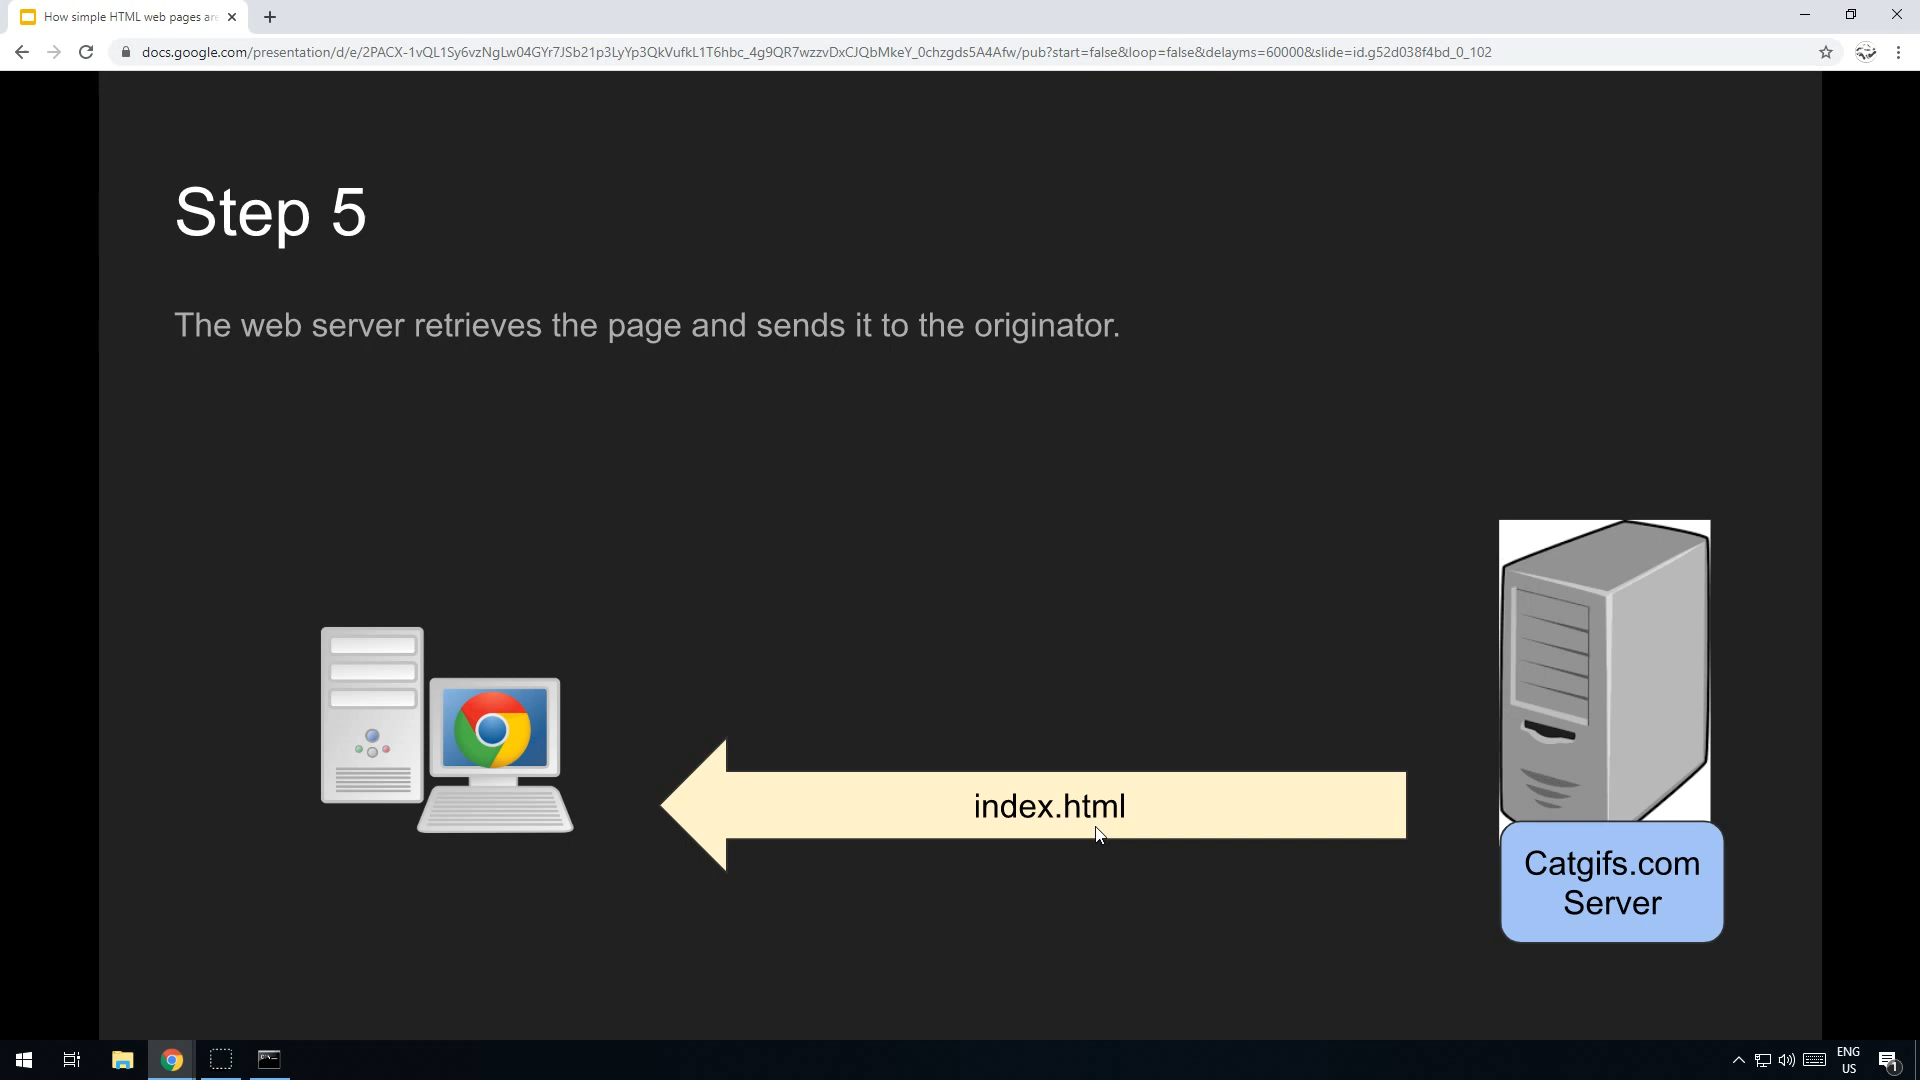 How simple HTML web pages are
docs.google.com/presentation/d/e/2PACX-1vQL1Sy6vzNgLw04GYr7JSb21p3LyYp3QkVufkL1T6hbc_4g9QR7wzzvDxCJQbMkeY_0chzgds5A4Afw/pub?start=false&loop=false&delayms=60000&slide=id.g52d038f4bd_0_102
Step 5
The web server retrieves the page and sends it to the originator.
index.html
Catgifs.com
Server
ENG
US
1